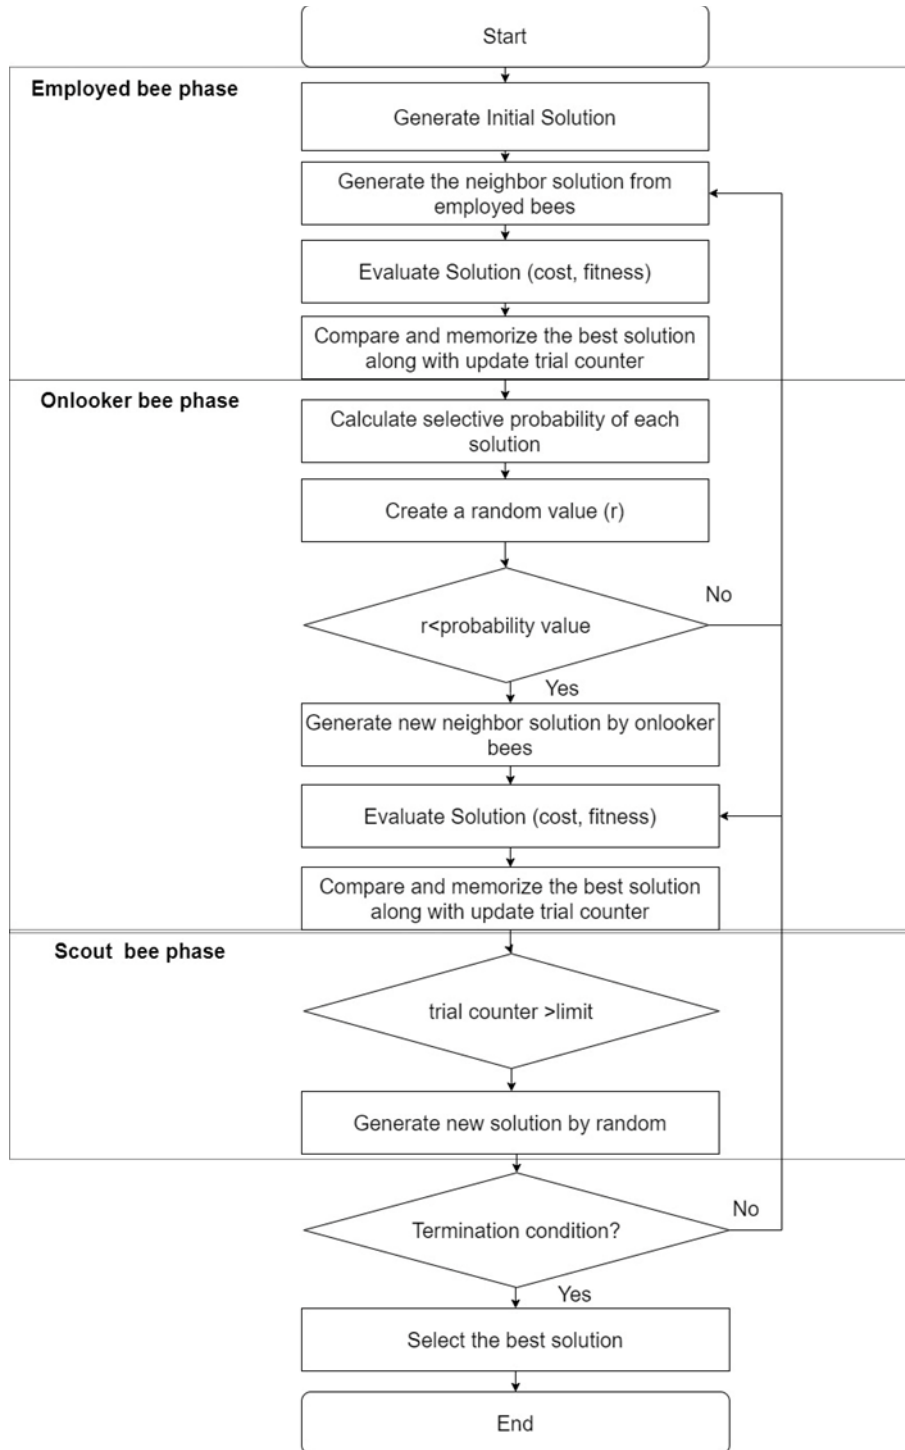 Start
Employed bee phase
Generate Initial Solution
Generate the neighbor solution from
employed bees
Evaluate Solution (cost, fitness)
Compare and memorize the best solution
along with update trial counter
Onlooker bee phase
Calculate selective probability of each
solution
Create a random value (r)
No
r<probability value
Yes
Generate new neighbor solution by onlooker
bees
Evaluate Solution (cost, fitness)
Compare and memorize the best solution
along with update trial counter
Scout  bee phase
trial counter >limit
Generate new solution by random
No
Termination condition?
Yes
Select the best solution
End